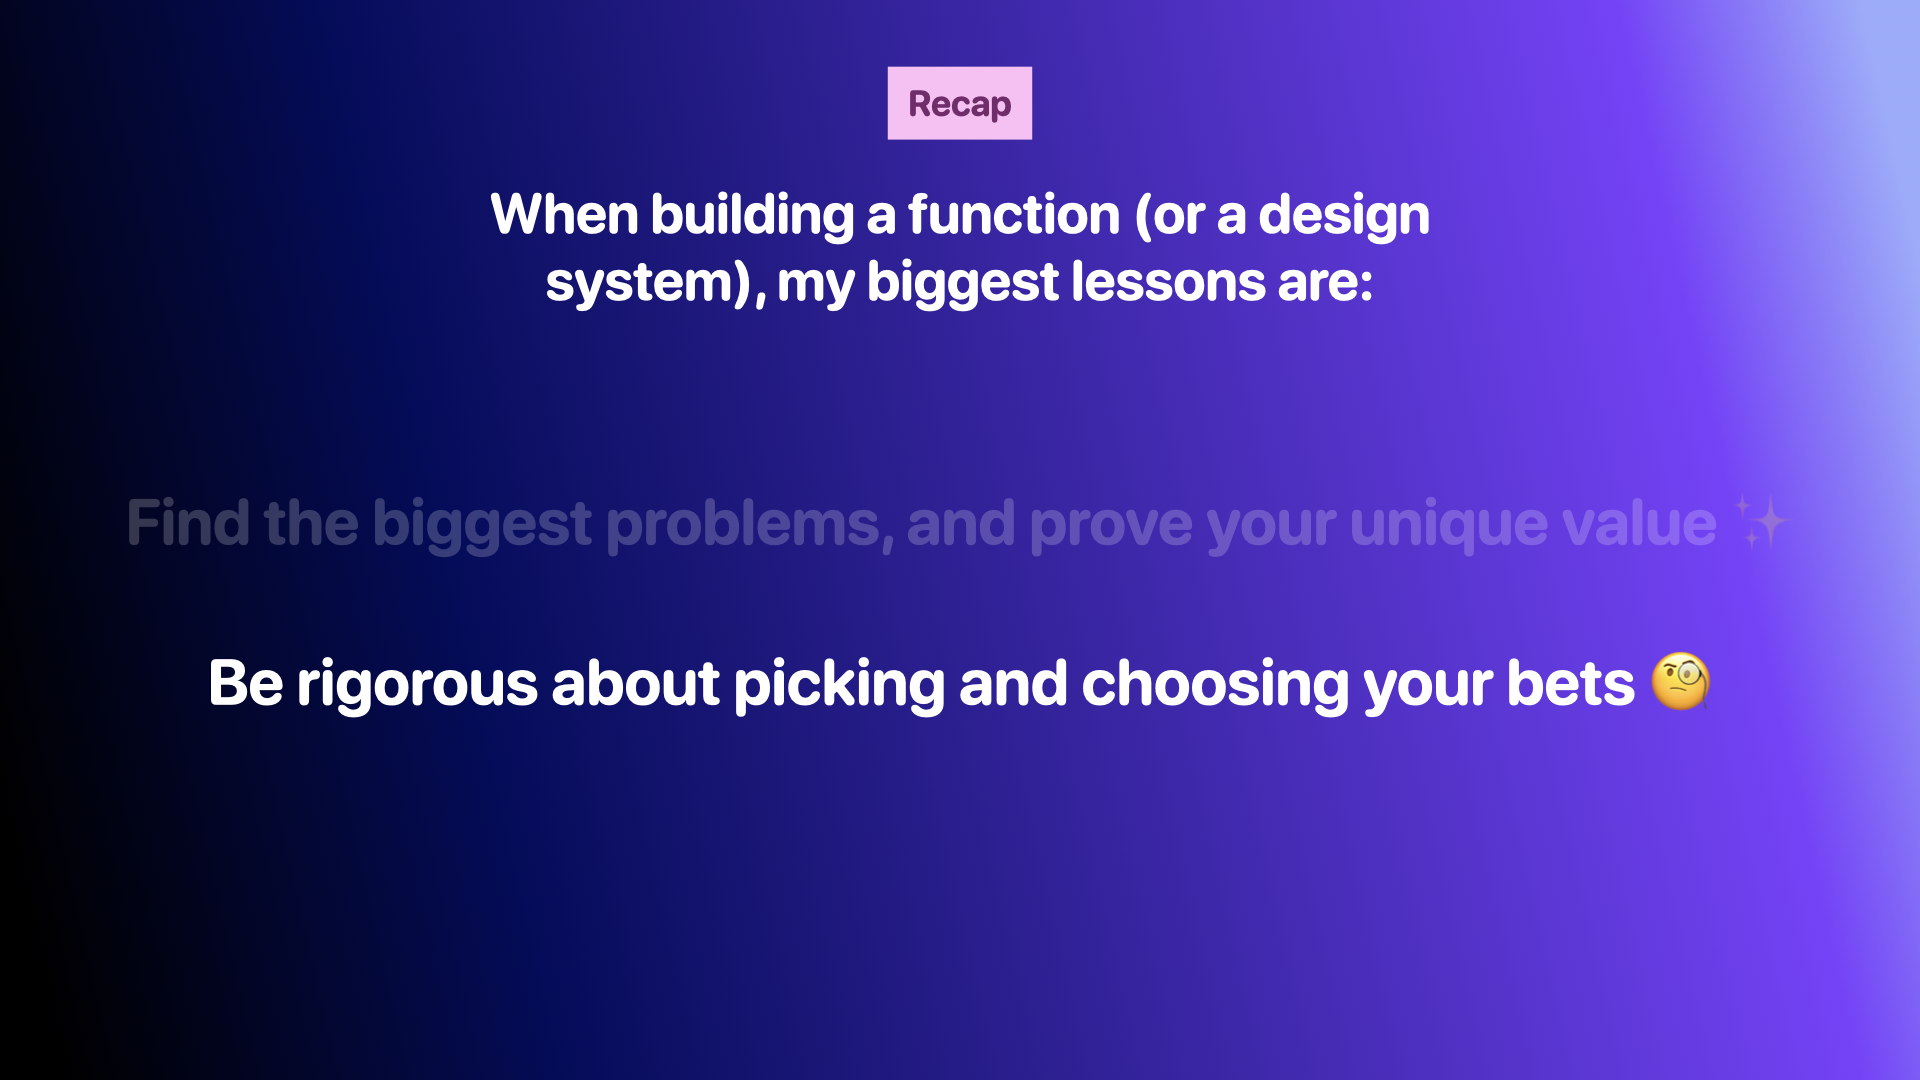 Recap
When building a function (or a design
system), my biggest lessons are:
Find the biggest problems, and prove your unique value ✨
Be rigorous about picking and choosing your bets 🧐